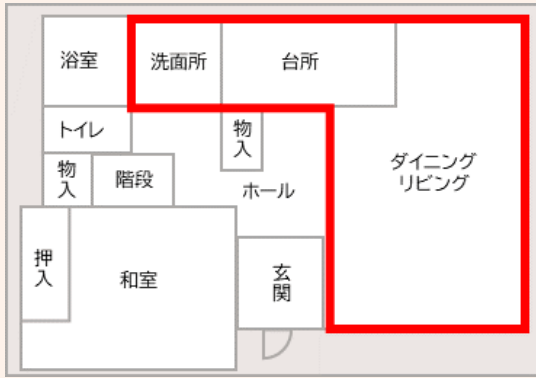 浴室
洗面所
台所
トイレ
物入
ダイニング
リビング
物入
階段
ホール
押入
和室
玄関